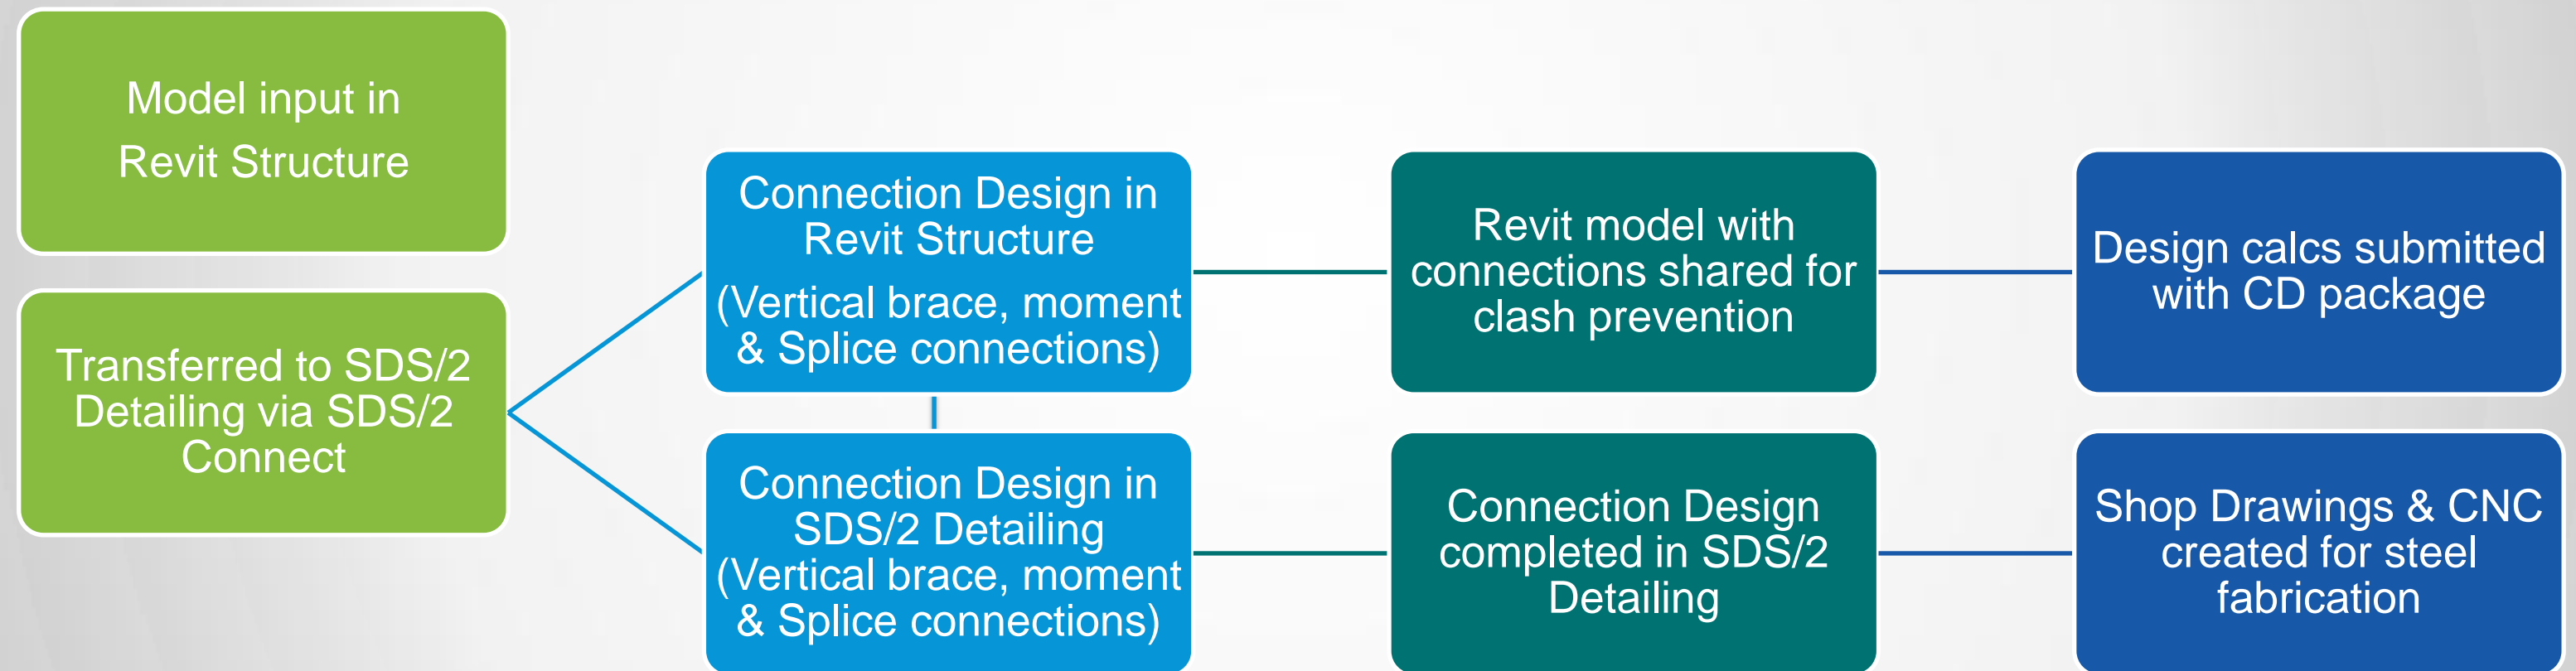 Model input in
Revit Structure
Transferred to SDS/2
Detailing via SDS/2
Connect
Connection Design in
Revit Structure
(Vertical brace, moment
& Splice connections)
Connection Design in
SDS/2 Detailing
(Vertical brace, moment
& Splice connections)
Revit model with
connections shared for
clash prevention
Connection Design
completed in SDS/2
Detailing
Design calcs submitted
with CD package
Shop Drawings & CNC
created for steel
fabrication